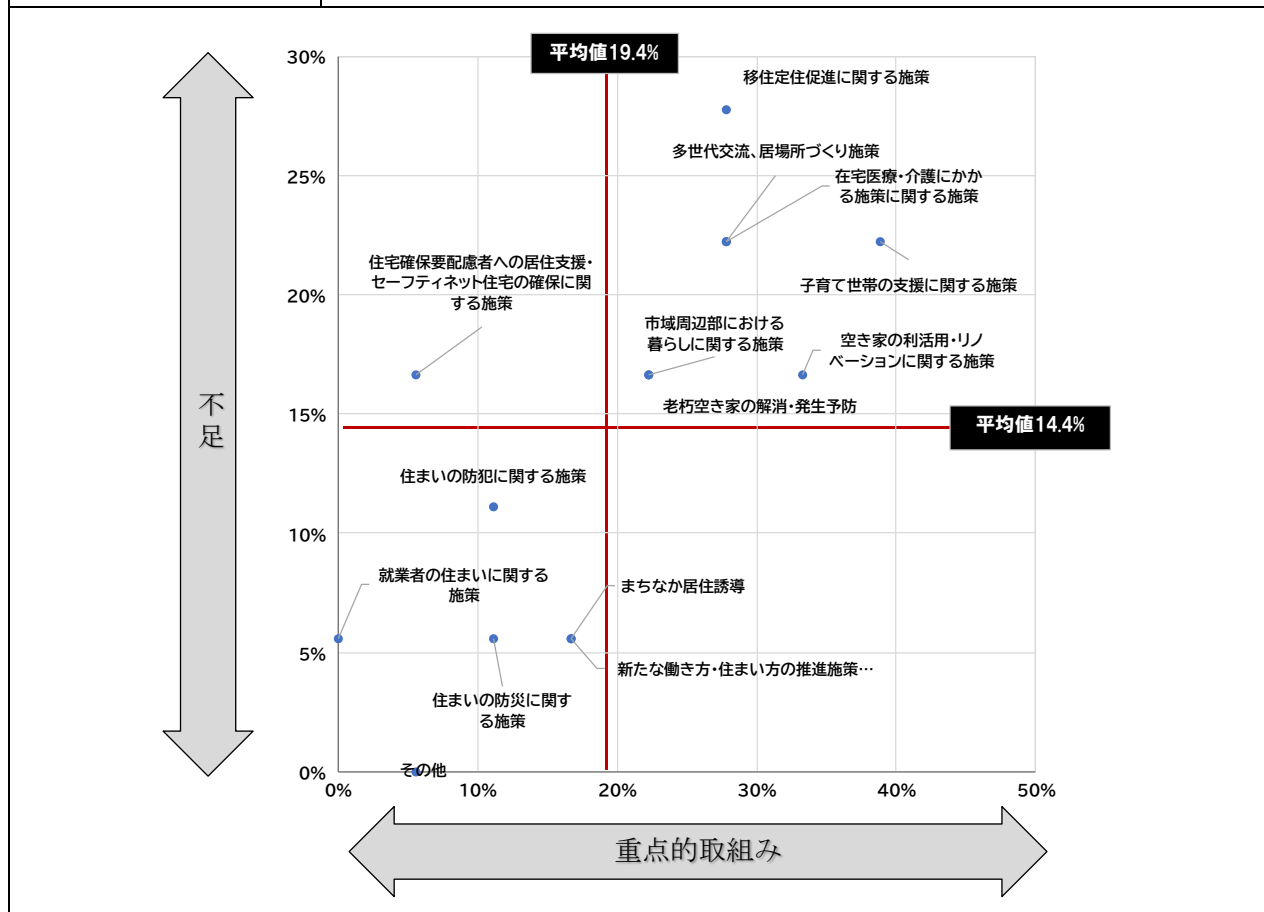 平均値19.4%
30%
移住定住促進に関する施策
多世代交流、居場所づくり施策
25%
在宅医療・介護にかか
る施策に関する施策
住宅確保要配慮者への居住支援・
セーフティネット住宅の確保に関
する施策
子育て世帯の支援に関する施策
20%
市域周辺部における
暮らしに関する施策
空き家の利活用・リノ
ベーションに関する施策
不足
老朽空き家の解消・発生予防
15%
平均値14.4%
住まいの防犯に関する施策
10%
就業者の住まいに関する
施策
まちなか居住誘導
5%
新たな働き方・住まい方の推進施策…
住まいの防災に関す
る施策
その他
0%
0%
10%
20%
30%
40%
50%
重点的取組み